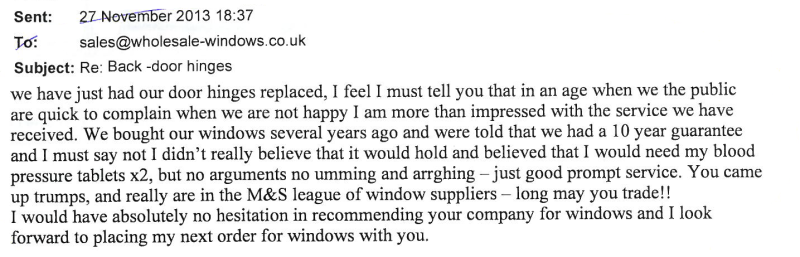 Sent: 27 November 2013 18:37
To: sales@wholesale-windows.co.uk
Subject: Re: Back -door hinges
we have just had our door hinges replaced, I feel I must tell you that in an age when we the public
are quick to complain when we are not happy I am more than impressed with the service we have
received. We bought our windows several years ago and were told that we had a 10 year guarantee
and I must say not I didn't really believe that it would hold and believed that I would need my blood
pressure tablets x2, but no arguments no umming and arrghing – just good prompt service. You came
up trumps, and really are in the M&S league of window suppliers – long may you trade!!
I would have absolutely no hesitation in recommending your company for windows and I look
forward to placing my next order for windows with you.